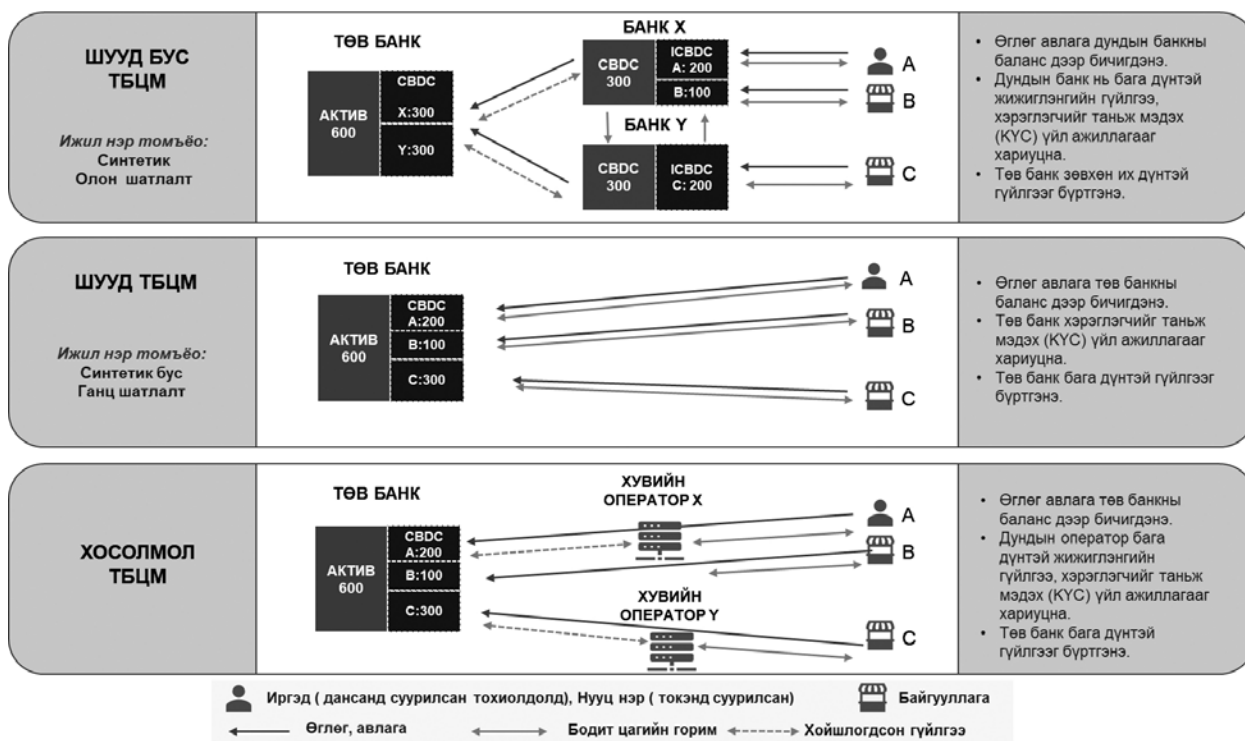 ШУУД БУС
ТБЦМ
Ижил нэр томъёо:
Синтетик
Олон шатлалт
ТӨВ БАНК
АКТИВ
600
CBDC
X:300
Y:300
БАНК X
CBDC
300
ICBDC
A: 200
B:100
БАНК Y
CBDC
300
ICBDC
C: 200
A
B
C
• Өглөг авлага дундын банкны
баланс дээр бичигдэнэ.
• Дундын банк нь бага дүнтэй
жижиглэнгийн гүйлгээ,
хэрэглэгчийг таньж мэдэх
(KYC) үйл ажиллагааг
хариуцна.
• Төв банк зөвхөн их дүнтэй
гүйлгээг бүртгэнэ.
ШУУД ТБЦМ
Ижил нэр томъёо:
Синтетик бус
Ганц шатлалт
ТӨВ БАНК
АКТИВ
600
CBDC
A:200
B:100
C:300
A
B
C
• Өглөг авлага төв банкны
баланс дээр бичигдэнэ.
• Төв банк хэрэглэгчийг таньж
мэдэх (KYC) үйл ажиллагааг
хариуцна.
• Төв банк бага дүнтэй гүйлгээг
бүртгэнэ.
ХОСОЛМОЛ
ТБЦМ
ТӨВ БАНК
АКТИВ
600
CBDC
A:200
B:100
C:300
ХУВИЙН
ОПЕРАТОР X
ХУВИЙН
ОПЕРАТОР Y
A
B
C
• Өглөг авлага төв банкны
баланс дээр бичигдэнэ.
• Дундын оператор бага
дүнтэй жижиглэнгийн
гүйлгээ, хэрэглэгчийг таньж
мэдэх (KYC) үйл ажиллагааг
хариуцна.
• Төв банк бага дүнтэй
гүйлгээг бүртгэнэ.
Иргэд ( дансанд суурилсан тохиолдолд), Нууц нэр ( токэнд суурилсан)
Байгууллага
Өглөг, авлага
Бодит цагийн горим
Хойшлогдсон гүйлгээ